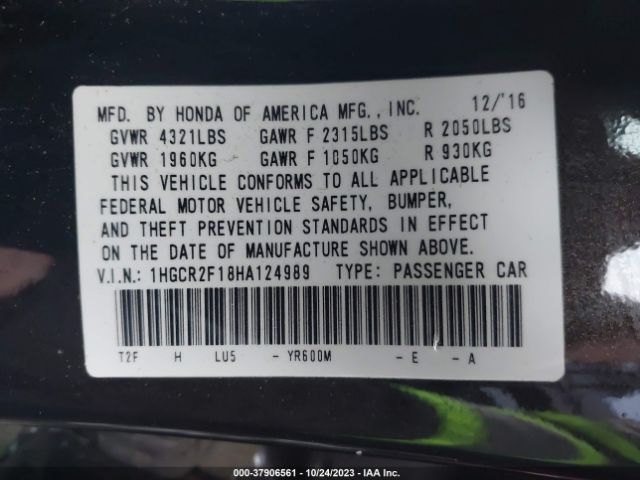 MFD. BY HONDA OF AMERICA MFG., INC. 12/'16
GVWR 4321LBS GAWR F 2315LBS R 2050LBS
GVWR 1960KG GAWR F 1050KG R 930KG
THIS VEHICLE CONFORMS TO ALL APPLICABLE
FEDERAL MOTOR VEHICLE SAFETY, BUMPER,
AND THEFT PREVENTION STANDARDS IN EFFECT
ON THE DATE OF MANUFACTURE SHOWN ABOVE.
V.I.N.: 1HGCR2F18HA124989 TYPE: PASSENGER CAR
T2F H LU5 - YR600M - E - A
000-37906561 | 10/24/2023 | IAA Inc.